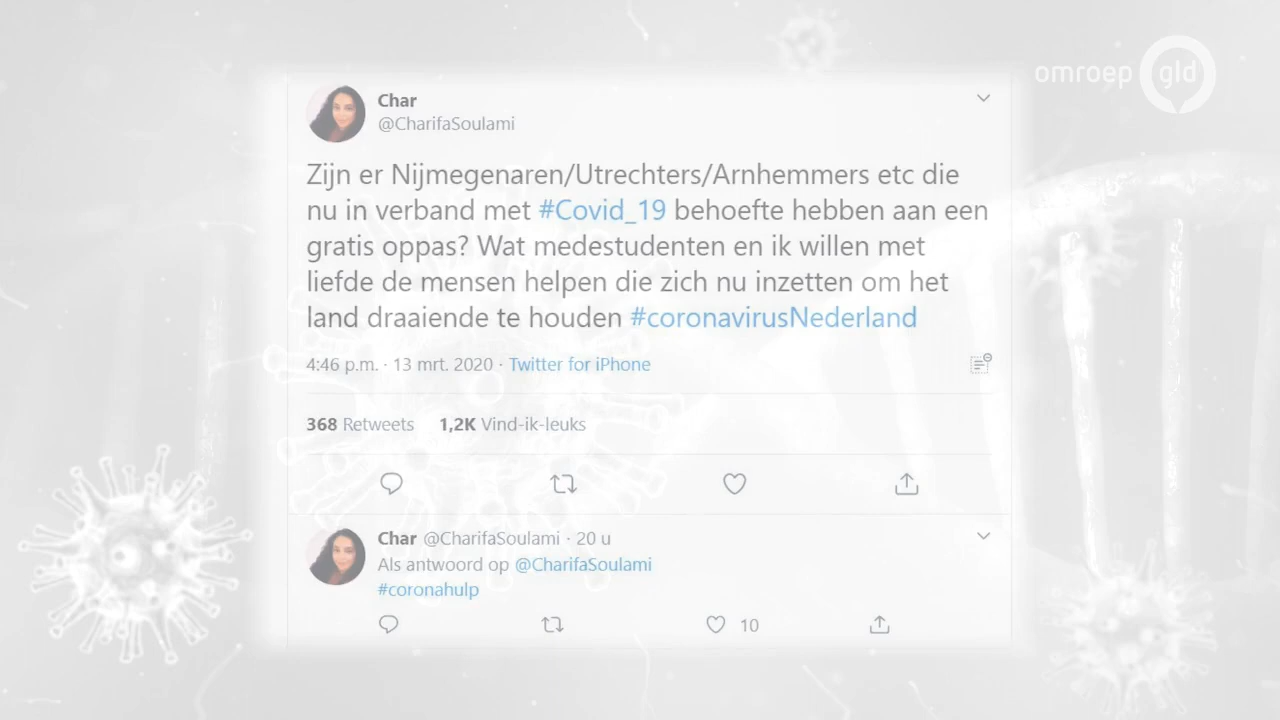 omroep gld
Char
@CharifaSoulami
Zijn er Nijmegenaren/Utrechters/Arnhemmers etc die
nu in verband met #Covid_19 behoefte hebben aan een
gratis oppas? Wat medestudenten en ik willen met
liefde de mensen helpen die zich nu inzetten om het
land draaiende te houden #coronavirusNederland
4:46 p.m. · 13 mrt. 2020 · Twitter for iPhone
368 Retweets 1,2K Vind-ik-leuks
Char @CharifaSoulami · 20 u
Als antwoord op @CharifaSoulami
#coronahulp
10